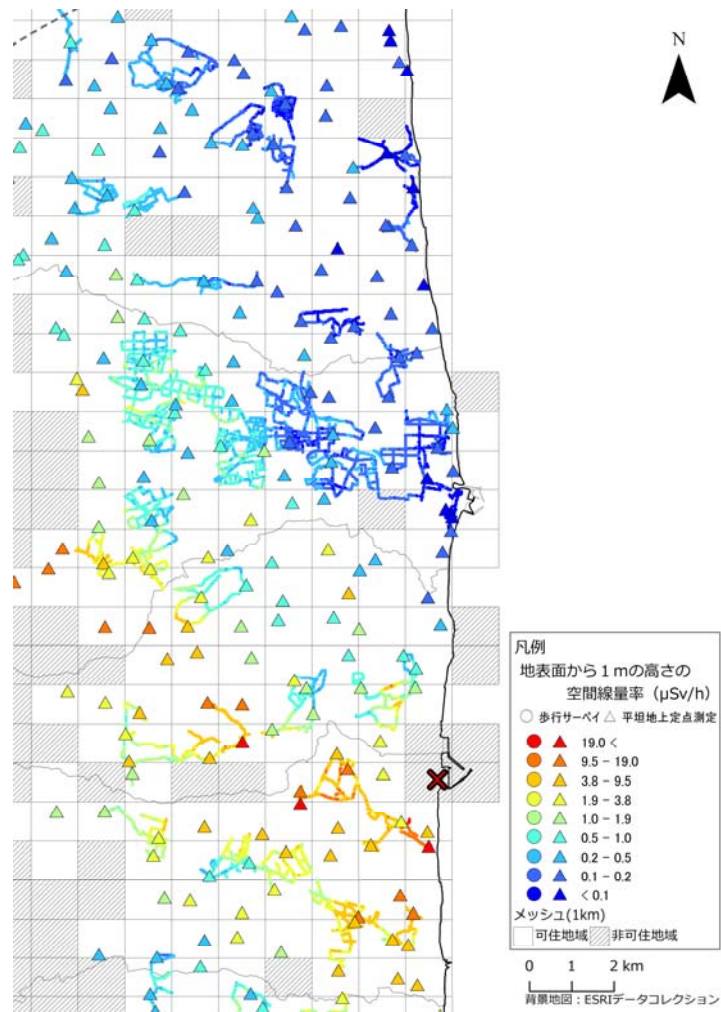 N
凡例
地表面から1mの高さの
空間線量率（μSv/h）
歩行サーベイ 平坦地上定点測定
19.0 <
9.5 - 19.0
3.8 - 9.5
1.9 - 3.8
1.0 - 1.9
0.5 - 1.0
0.2 - 0.5
0.1 - 0.2
< 0.1
メッシュ(1km)
可住地域 非可住地域
0 1 2 km
背景地図：ESRIデータコレクション